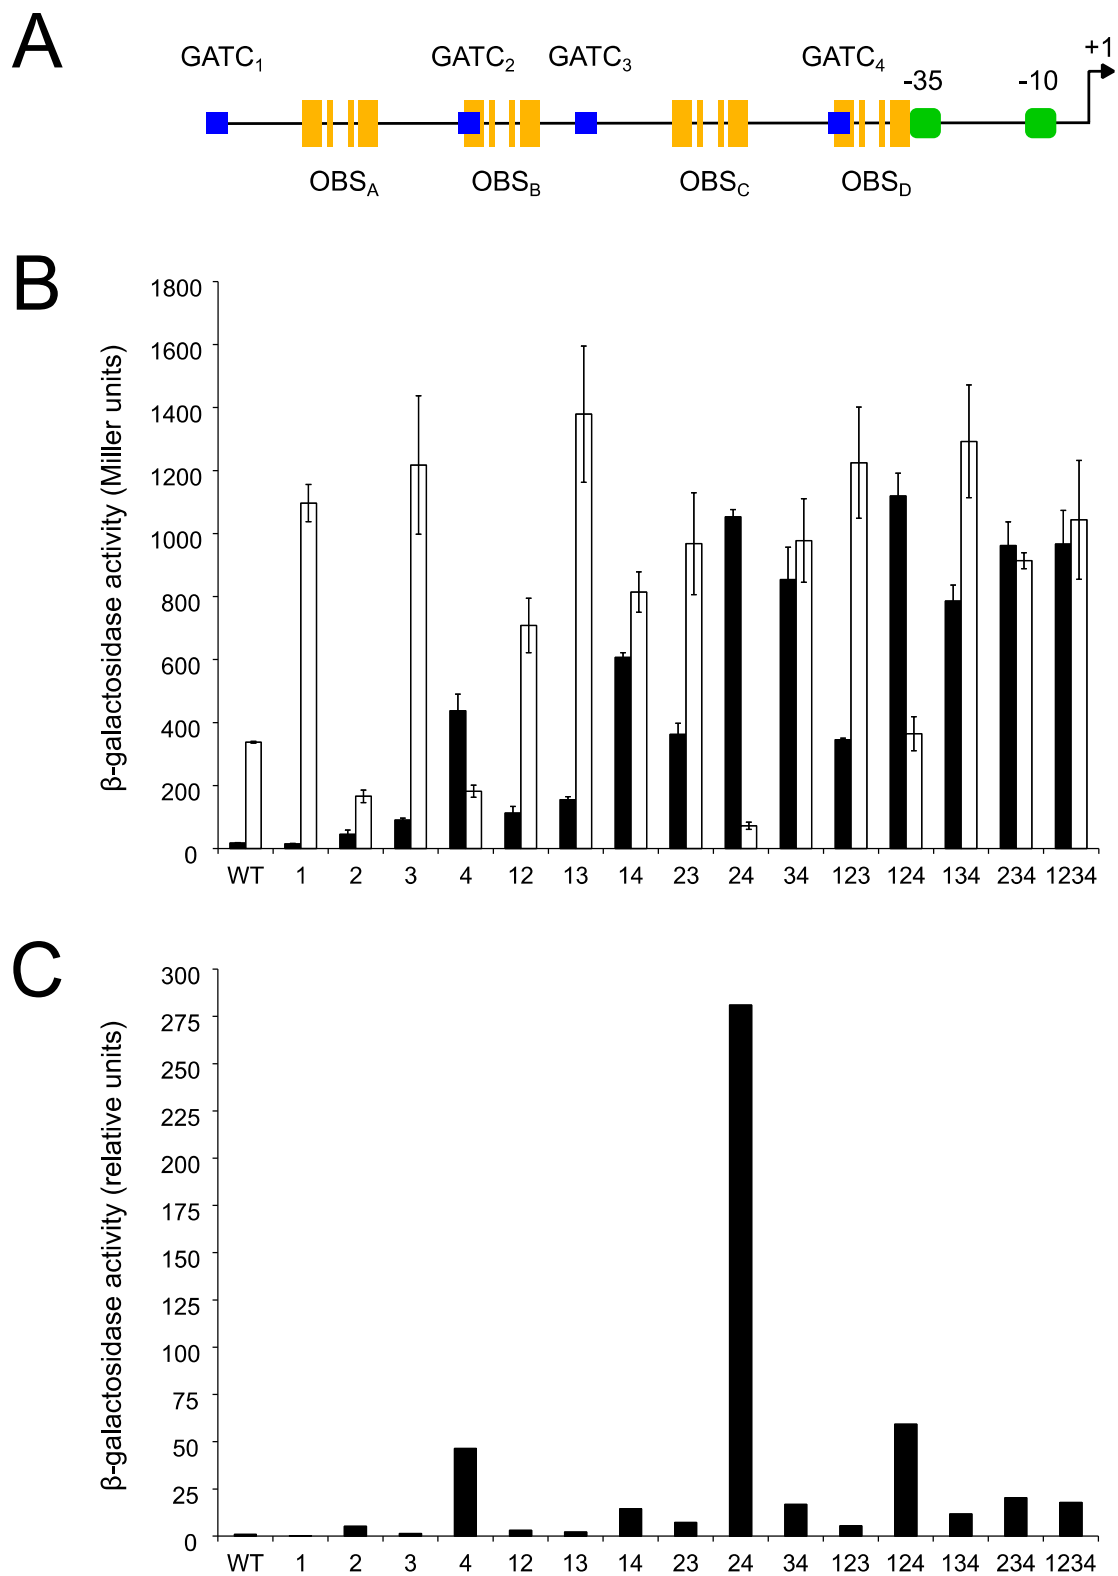 A
GATC1 GATC2 GATC3 GATC4 -35 -10 +1
OBSA OBSB OBSC OBSD
B
β-galactosidase activity (Miller units)
1800
1600
1400
1200
1000
800
600
400
200
0
WT 1 2 3 4 12 13 14 23 24 34 123 124 134 234 1234
C
β-galactosidase activity (relative units)
300
275
250
225
200
175
150
125
100
75
50
25
0
WT 1 2 3 4 12 13 14 23 24 34 123 124 134 234 1234